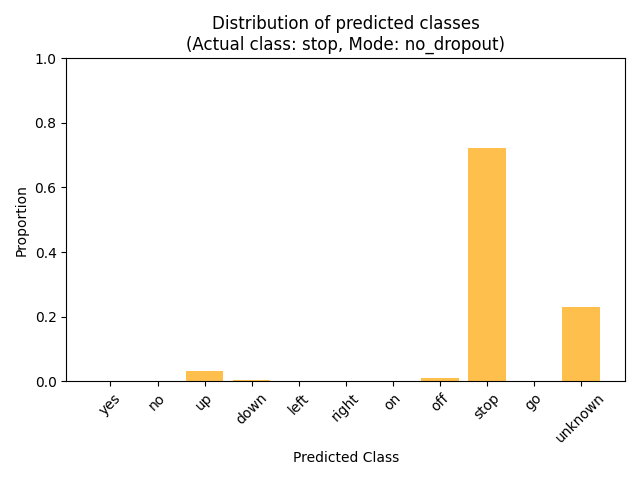 Distribution of predicted classes
(Actual class: stop, Mode: no_dropout)
1.0
0.8
0.6
0.4
0.2
0.0
Proportion
yes
no
up
down
left
right
on
off
stop
go
unknown
Predicted Class